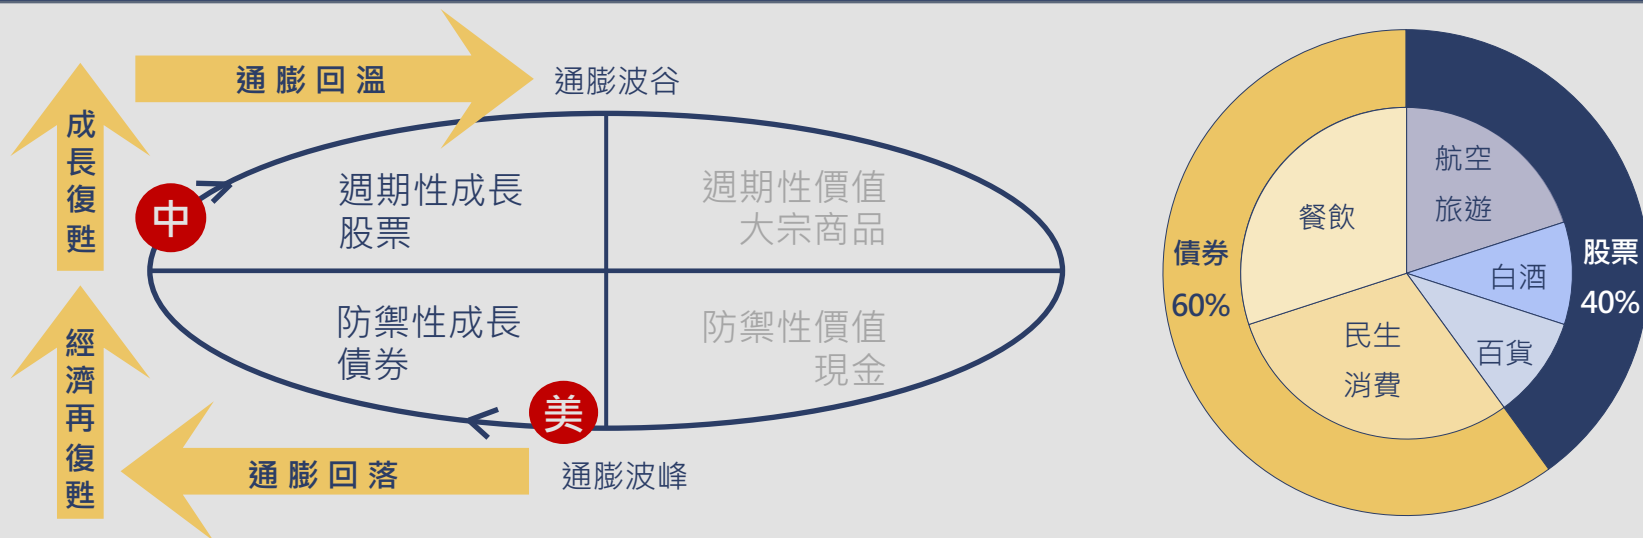 通膨回溫
通膨波谷
成長復甦
中
週期性成長
股票
週期性價值
大宗商品
防禦性成長
債券
防禦性價值
現金
經濟再復甦
美
通膨回落
通膨波峰
債券
60%
餐飲
航空
旅遊
白酒
百貨
民生
消費
股票
40%